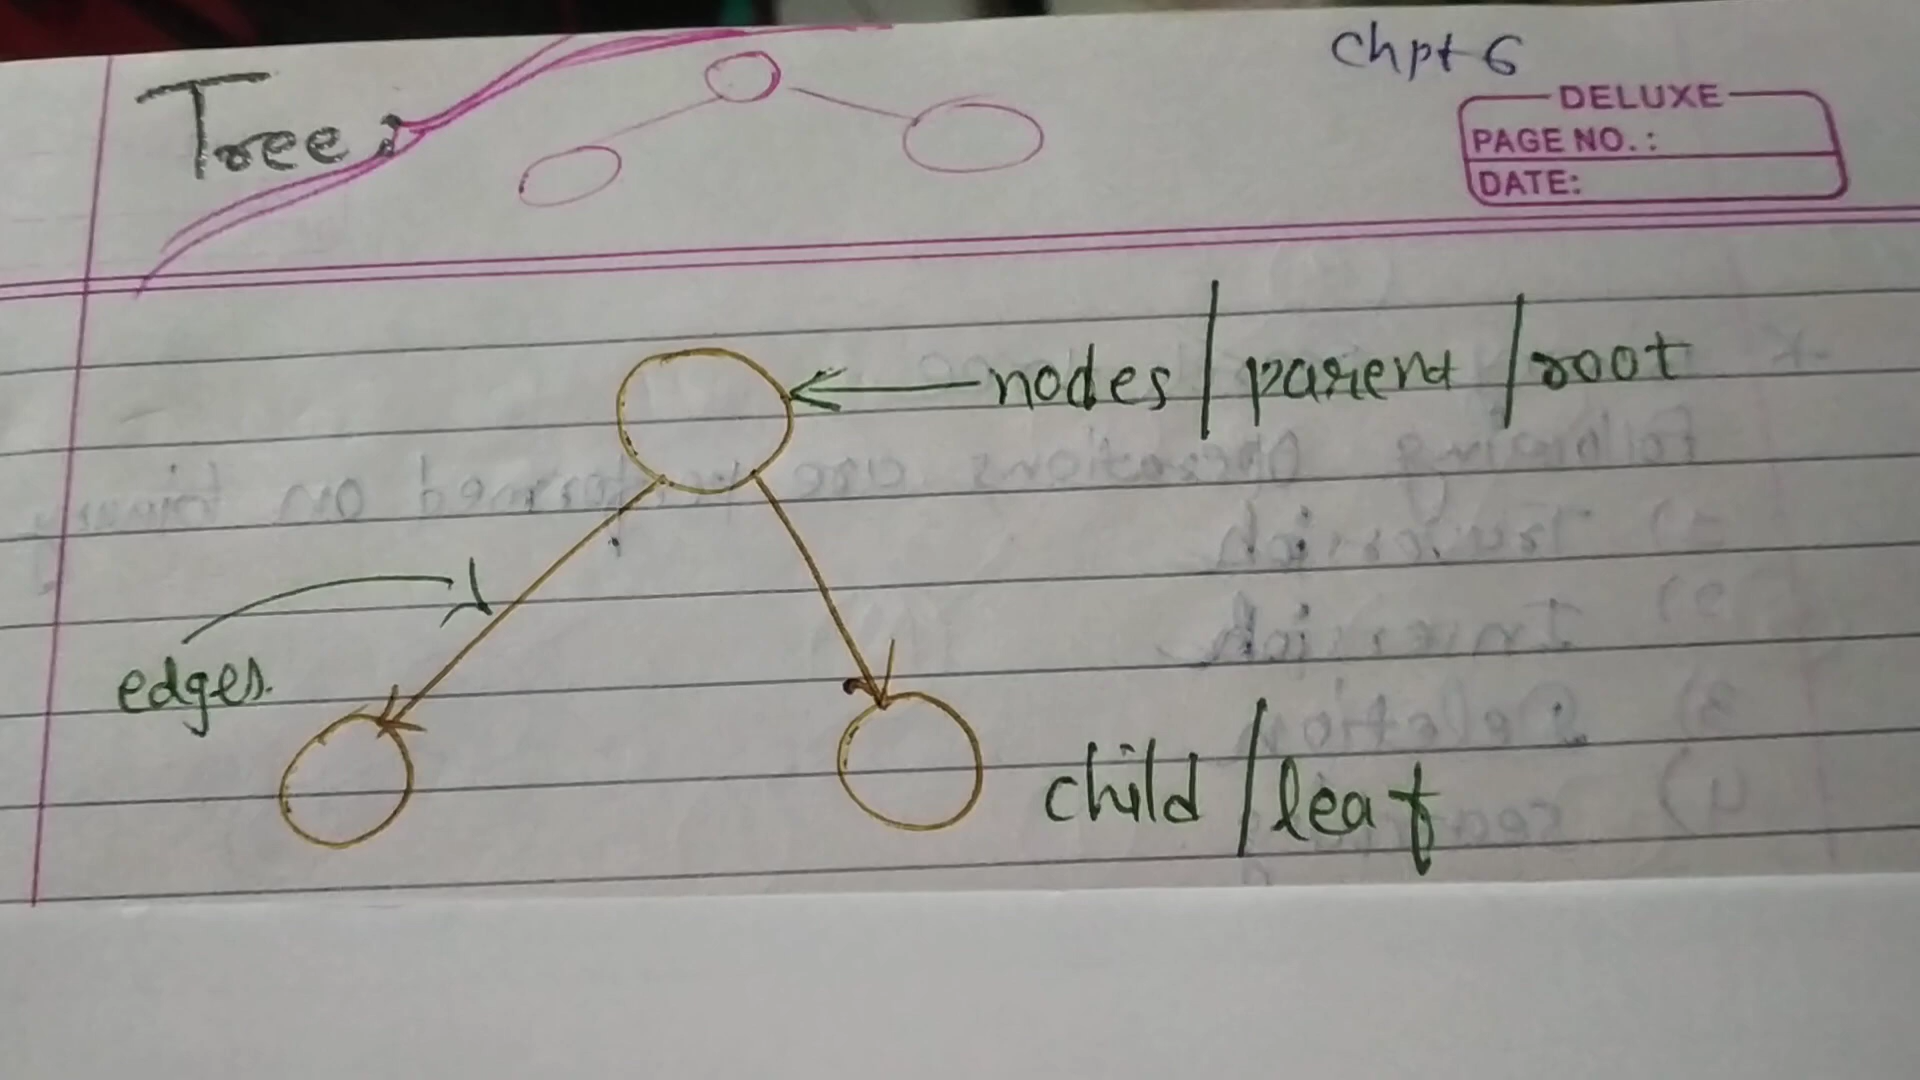 Chpt 6
Tree
DELUXE
PAGE NO. :
DATE:
nodes / parent / root
edges.
child / leaf